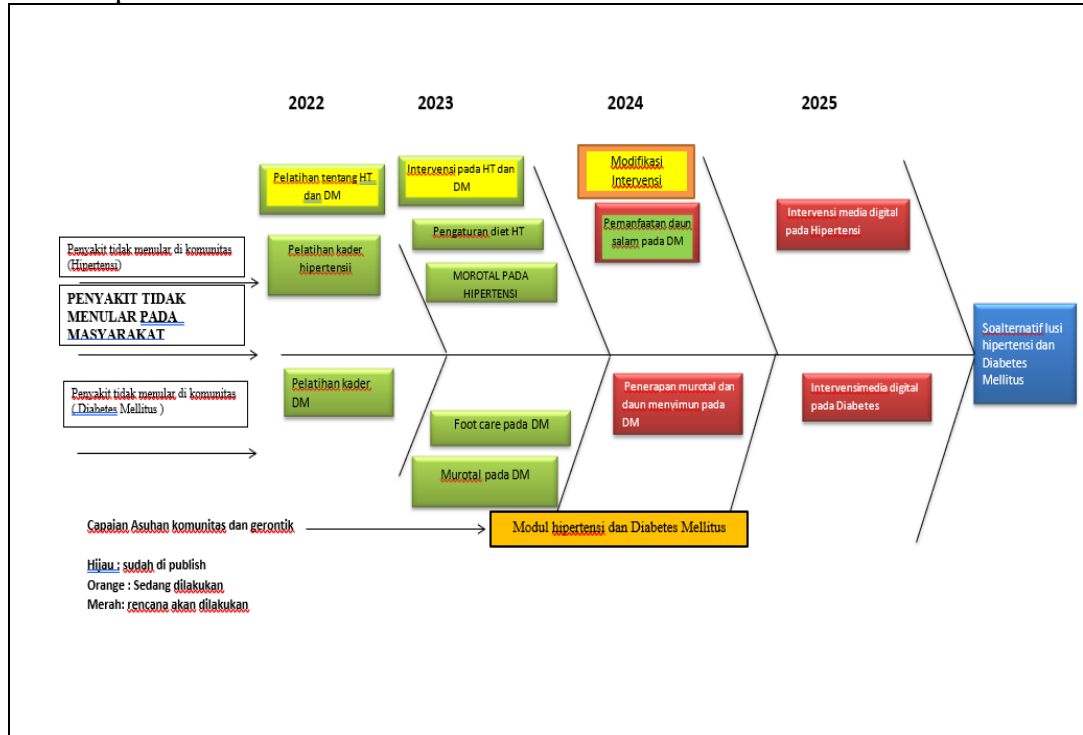 2022
2023
2024
2025
Pelatihan tentang HT
dan DM
Intervensi pada HT dan
DM
Modifikasi
Intervensi
Pengaturan diet HT
Pemanfaatan daun
salam pada DM
Intervensi media digital
pada Hipertensi
Penyakit tidak menular di komunitas
(Hipertensi)
Pelatihan kader
hipertensii
MOROTAL PADA
HIPERTENSI
PENYAKIT TIDAK
MENULAR PADA
MASYARAKAT
Soalternatif lusi
hipertensi dan
Diabetes
Mellitus
Penyakit tidak menular di komunitas
( Diabetes Mellitus )
Pelatihan kader
DM
Penerapan murotal dan
daun menyimun pada
DM
Intervensimedia digital
pada Diabetes
Foot care pada DM
Murotal pada DM
Capaian Asuhan komunitas dan gerontik
Modul hipertensi dan Diabetes Mellitus
Hijau : sudah di publish
Orange : Sedang dilakukan
Merah: rencana akan dilakukan